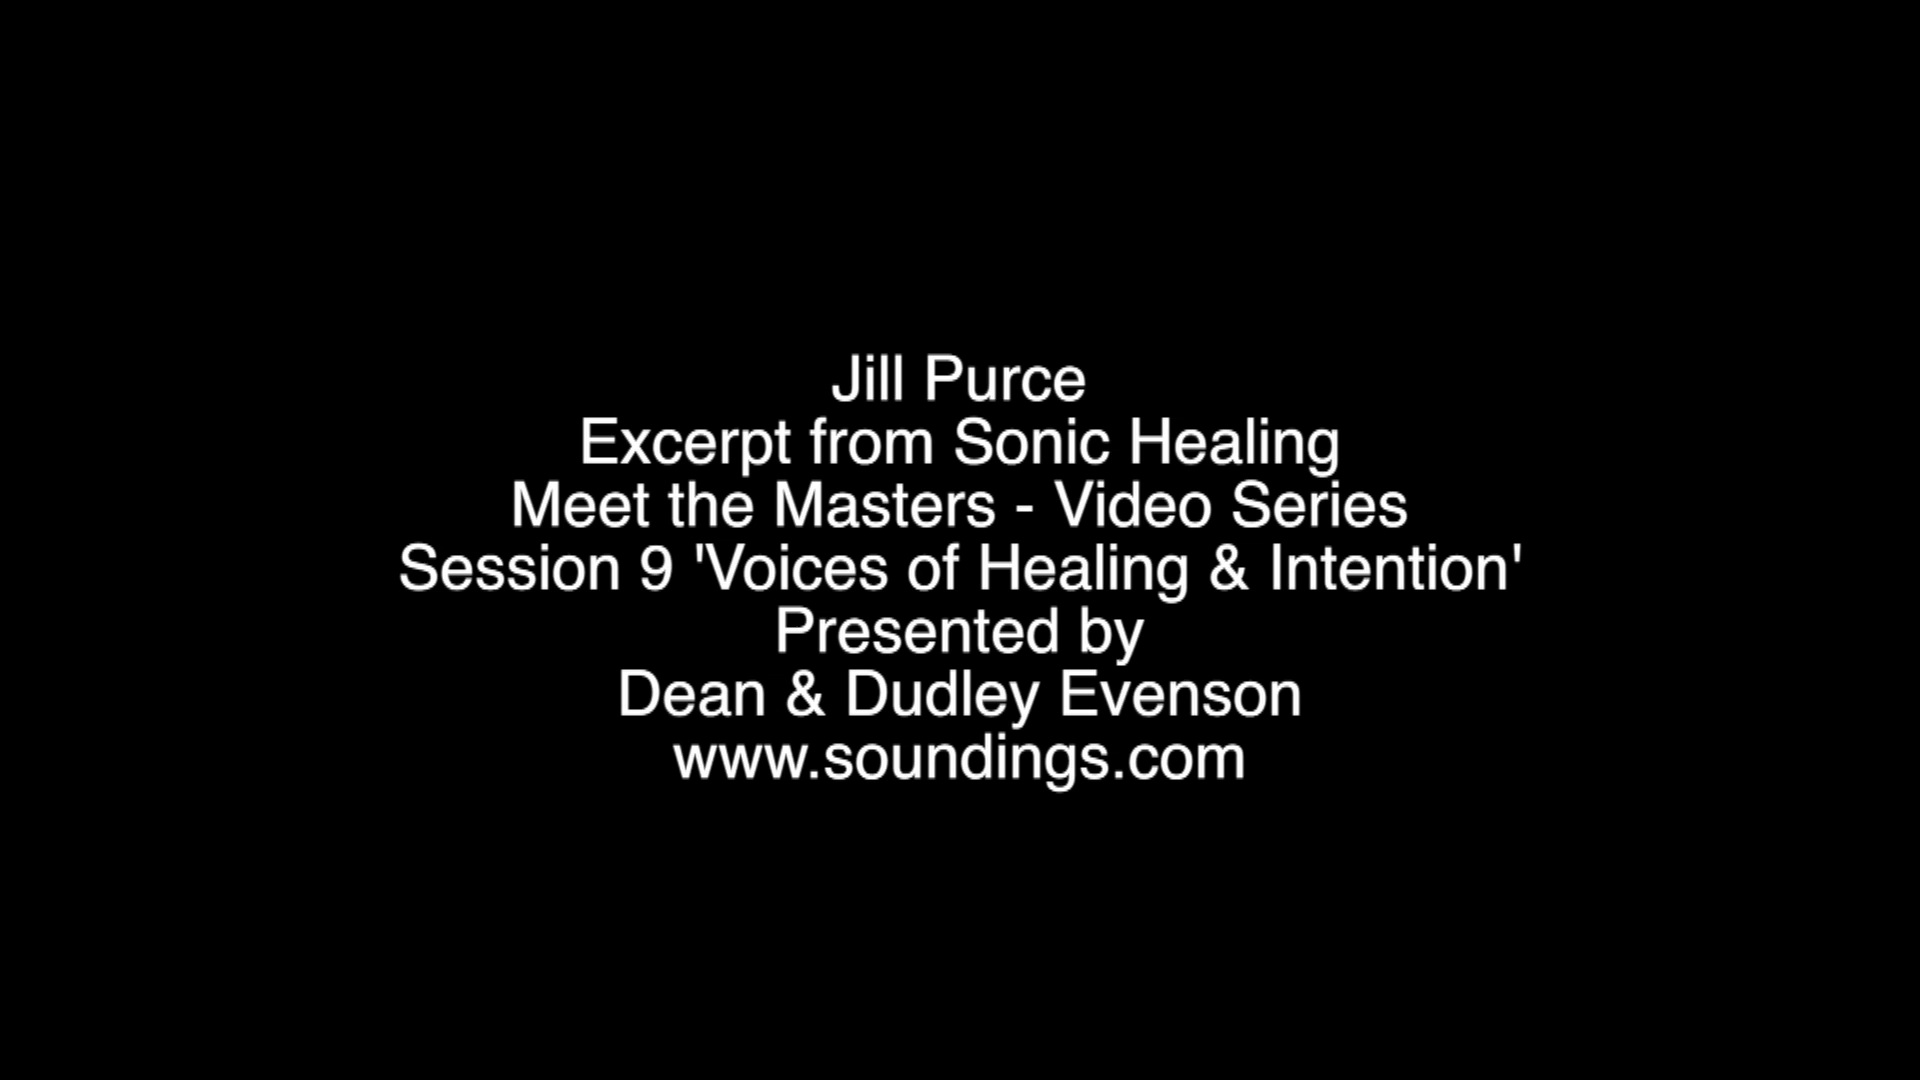 Jill Purce
Excerpt from Sonic Healing
Meet the Masters - Video Series
Session 9 'Voices of Healing & Intention'
Presented by
Dean & Dudley Evenson
www.soundings.com